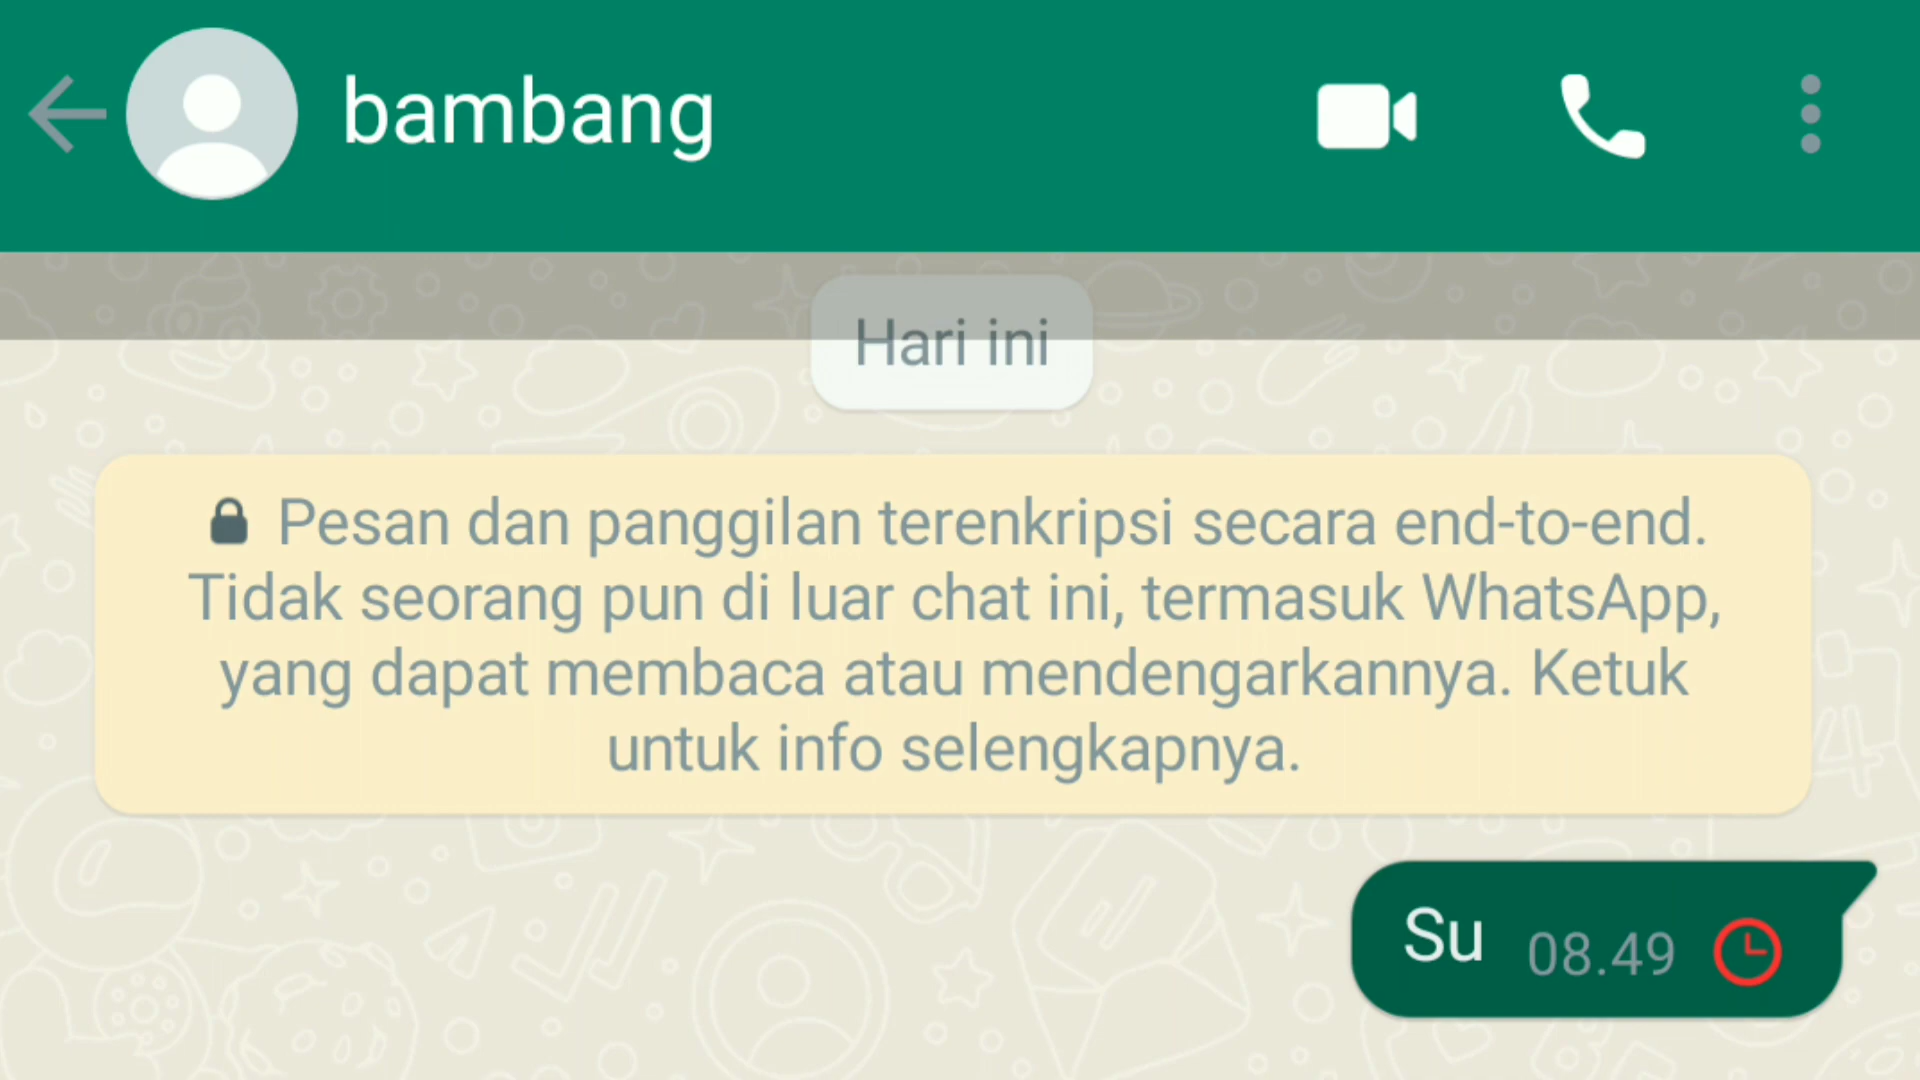 bambang
Hari ini
Pesan dan panggilan terenkripsi secara end-to-end.
Tidak seorang pun di luar chat ini, termasuk WhatsApp,
yang dapat membaca atau mendengarkannya. Ketuk
untuk info selengkapnya.
Su 08.49